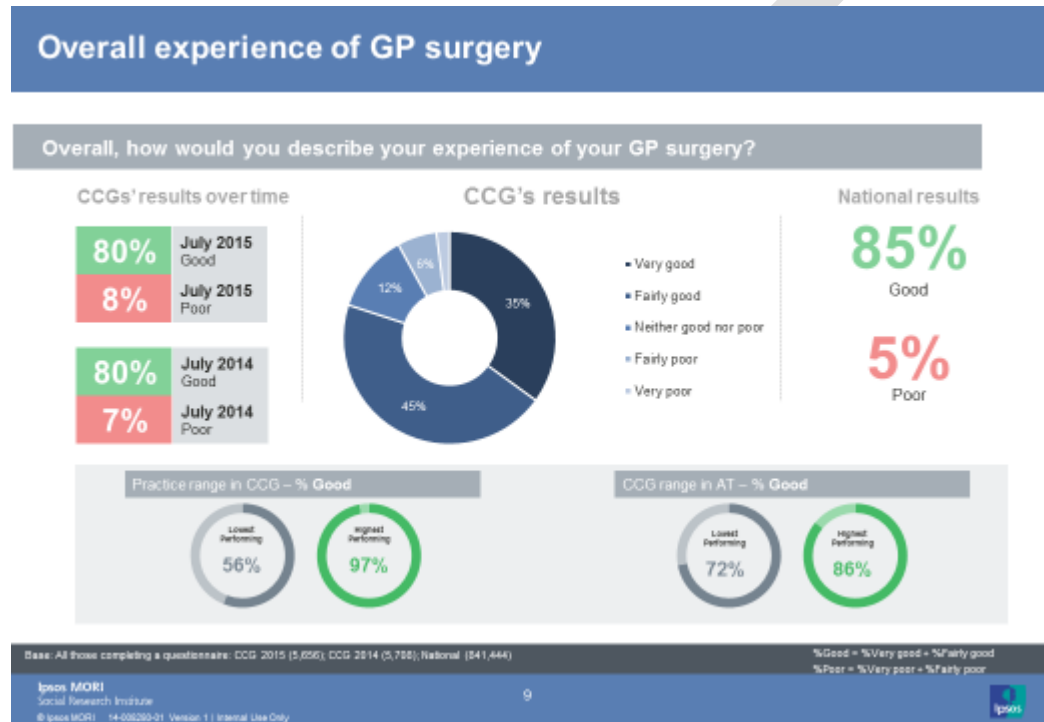 Overall experience of GP surgery
Overall, how would you describe your experience of your GP surgery?
CCGs' results over time
80%
July 2015
Good
8%
July 2015
Poor
80%
July 2014
Good
7%
July 2014
Poor
CCG's results
35%
45%
12%
6%
Very good
Fairly good
Neither good nor poor
Fairly poor
Very poor
National results
85%
Good
5%
Poor
Practice range in CCG – % Good
Lowest
Performing
56%
Highest
Performing
97%
CCG range in AT – % Good
Lowest
Performing
72%
Highest
Performing
86%
Base: All those completing a questionnaire: CCG 2015 (5,656); CCG 2014 (5,708); National (841,444)
%Good = %Very good + %Fairly good
%Poor = %Very poor + %Fairly poor
Ipsos MORI
Social Research Institute
© Ipsos MORI Version 1 | Internal Use Only
9
Ipsos